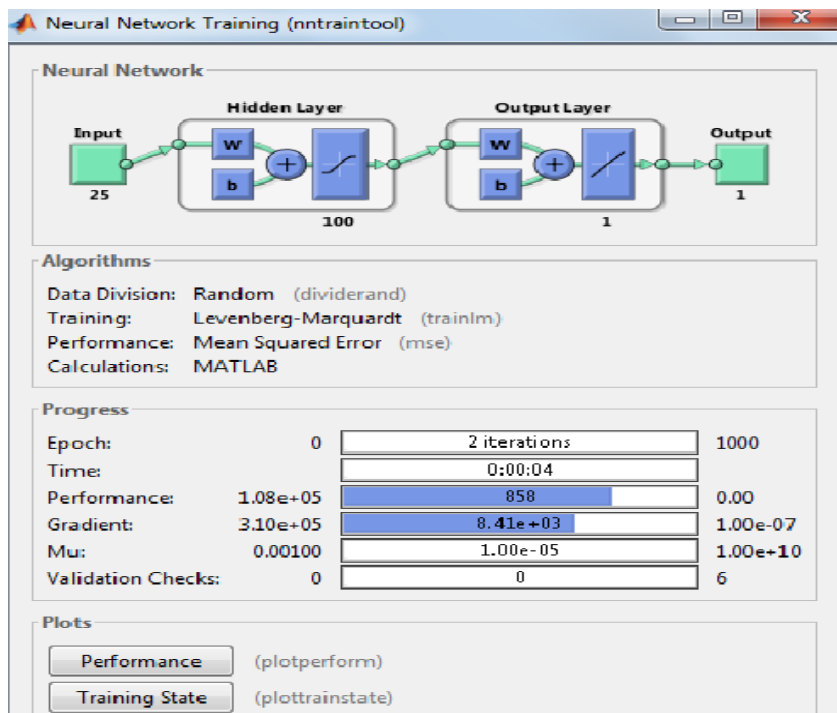 Neural Network Training (nntraintool)
Neural Network
Hidden Layer
Output Layer
Input
Output
W
b
+
W
b
+
25
100
1
1
Algorithms
Data Division: Random (dividerand)
Training: Levenberg-Marquardt (trainlm)
Performance: Mean Squared Error (mse)
Calculations: MATLAB
Progress
Epoch: 0 2 iterations 1000
Time: 0:00:04
Performance: 1.08e+05 858 0.00
Gradient: 3.10e+05 8.41e+03 1.00e-07
Mu: 0.00100 1.00e-05 1.00e+10
Validation Checks: 0 0 6
Plots
Performance (plotperform)
Training State (plottrainstate)